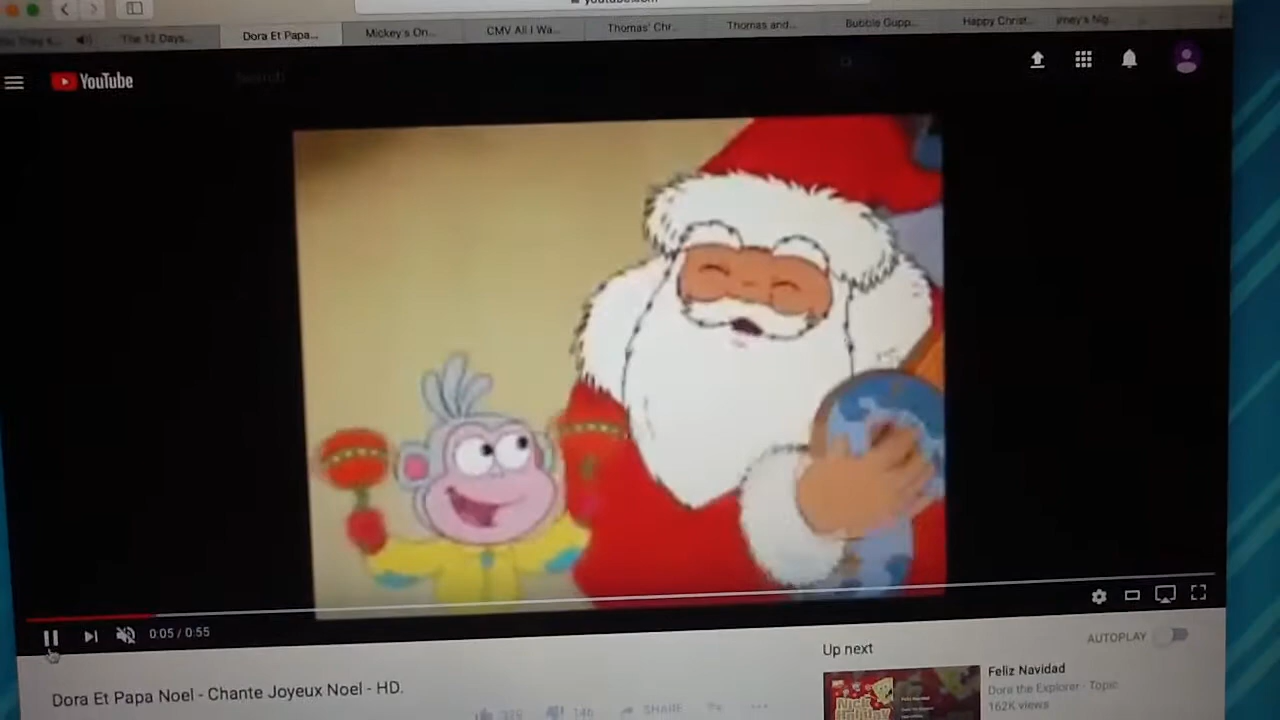 The 12 Days...
Dora Et Papa...
Mickey's On...
CMV All I Wa...
Thomas' Chr...
Thomas and...
Bubble Gupp...
Happy Christ...
YouTube
Search
0:05 / 0:55
AUTOPLAY
Up next
Dora Et Papa Noel - Chante Joyeux Noel - HD.
SHARE
Feliz Navidad
Dora the Explorer - Topic
162K views